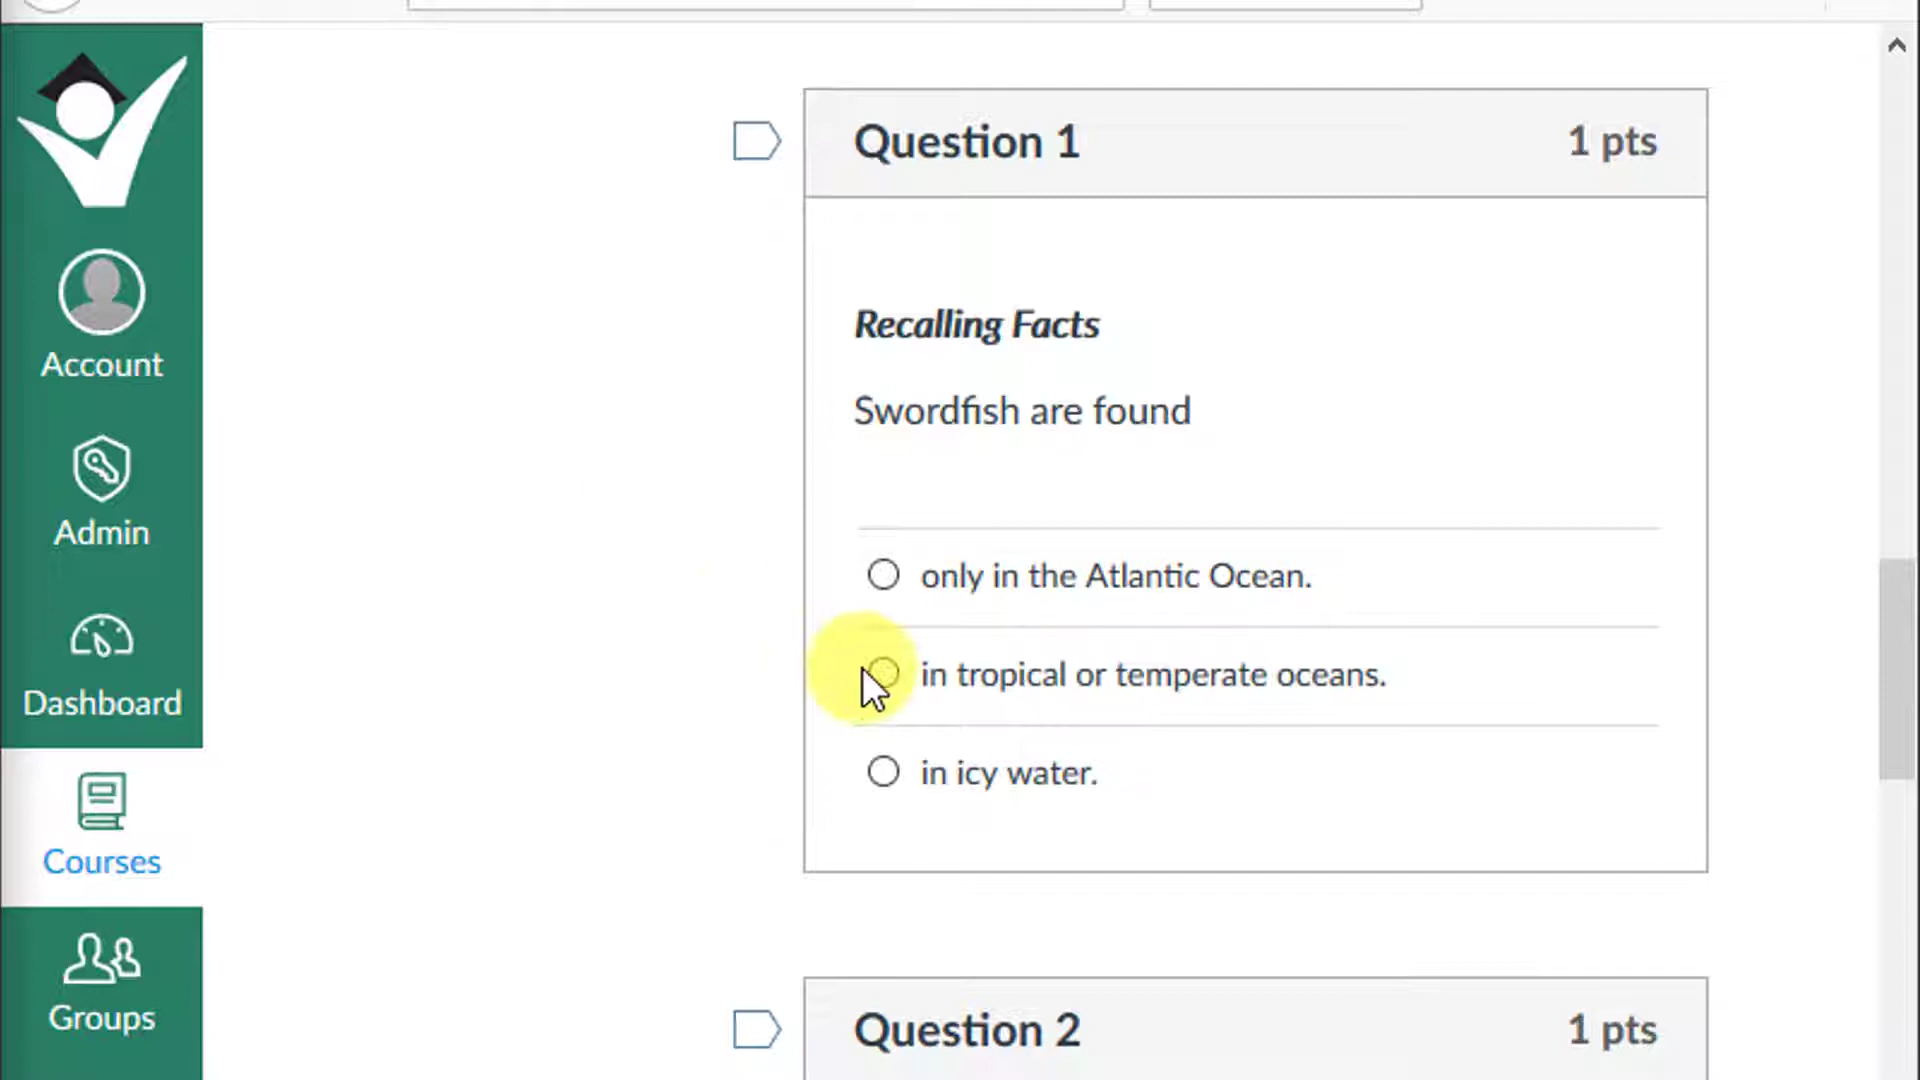 Account
Admin
Dashboard
Courses
Groups
Question 1
1 pts
Recalling Facts
Swordfish are found
only in the Atlantic Ocean.
in tropical or temperate oceans.
in icy water.
Question 2
1 pts